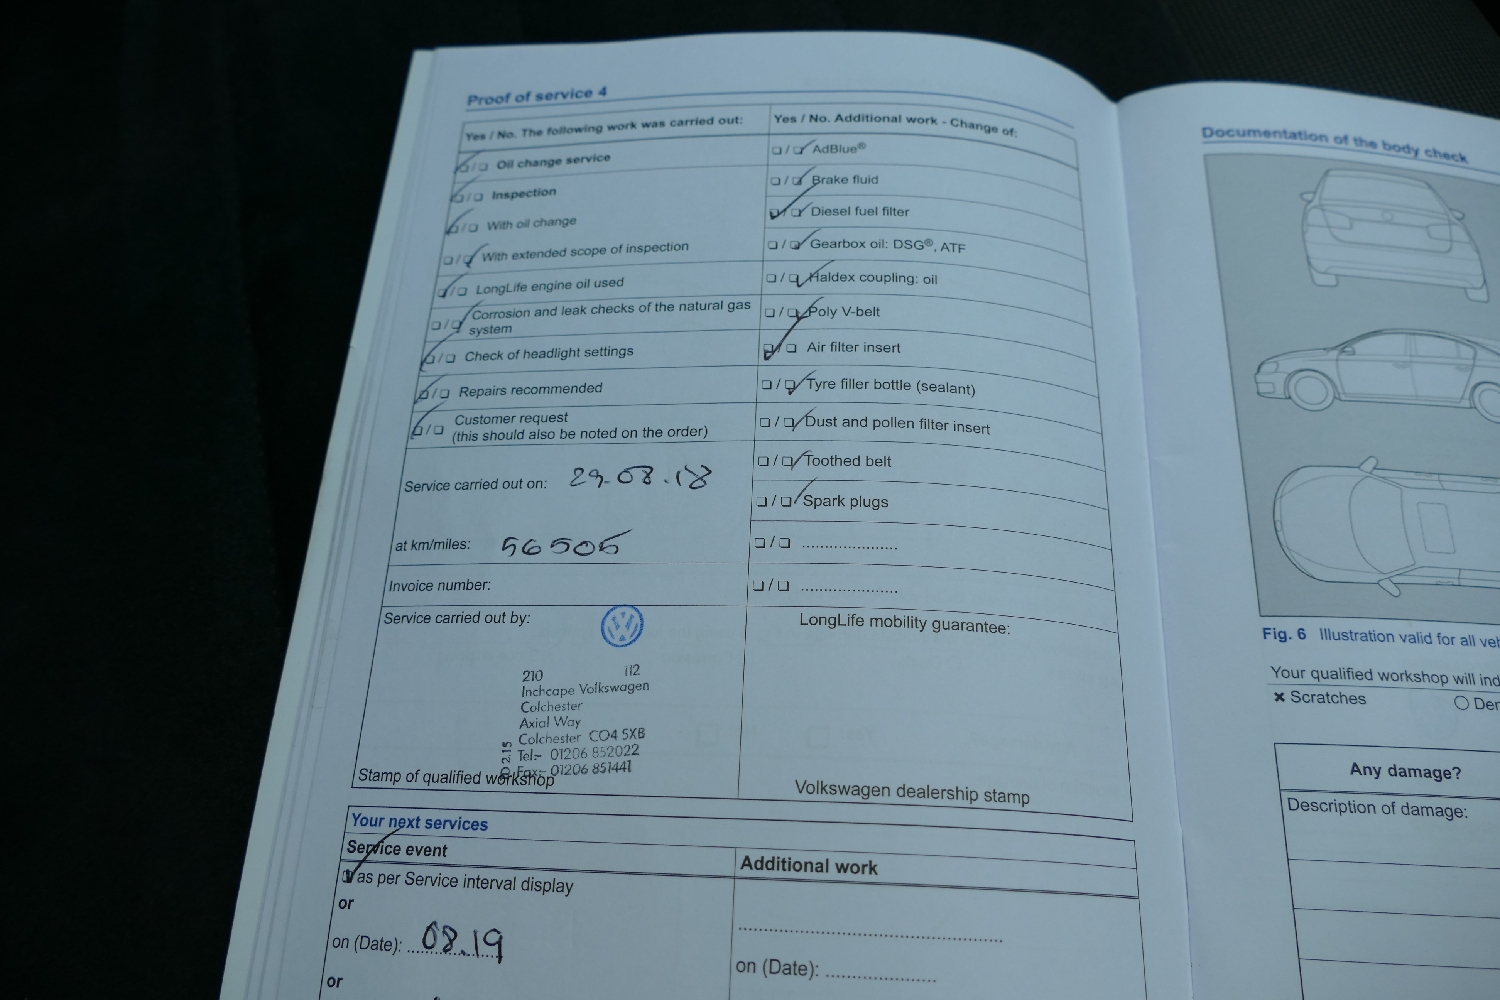 Proof of service 4
Yes / No. The following work was carried out:
❑/❑ Oil change service
❑/❑ Inspection
❑/❑ With oil change
❑/❑ With extended scope of inspection
❑/❑ LongLife engine oil used
❑/❑ Corrosion and leak checks of the natural gas
system
❑/❑ Check of headlight settings
❑/❑ Repairs recommended
❑/❑ Customer request
(this should also be noted on the order)
Service carried out on: 29.08.18
at km/miles: 56505
Invoice number:
Service carried out by:
210 112
Inchcape Volkswagen
Colchester
Axial Way
Colchester CO4 5XB
Tel:- 01206 852022
Fax:- 01206 851441
Stamp of qualified workshop
Yes / No. Additional work - Change of:
❑/❑ AdBlue®
❑/❑ Brake fluid
❑/❑ Diesel fuel filter
❑/❑ Gearbox oil: DSG®, ATF
❑/❑ Haldex coupling: oil
❑/❑ Poly V-belt
❑/❑ Air filter insert
❑/❑ Tyre filler bottle (sealant)
❑/❑ Dust and pollen filter insert
❑/❑ Toothed belt
❑/❑ Spark plugs
❑/❑ ......................
❑/❑ ......................
LongLife mobility guarantee:
Volkswagen dealership stamp
Your next services
Service event
as per Service interval display
or
on (Date): 08.19
or
Additional work
on (Date): ....................
Documentation of the body check
Fig. 6 Illustration valid for all
Your qualified workshop will
Scratches
Any damage?
Description of damage: